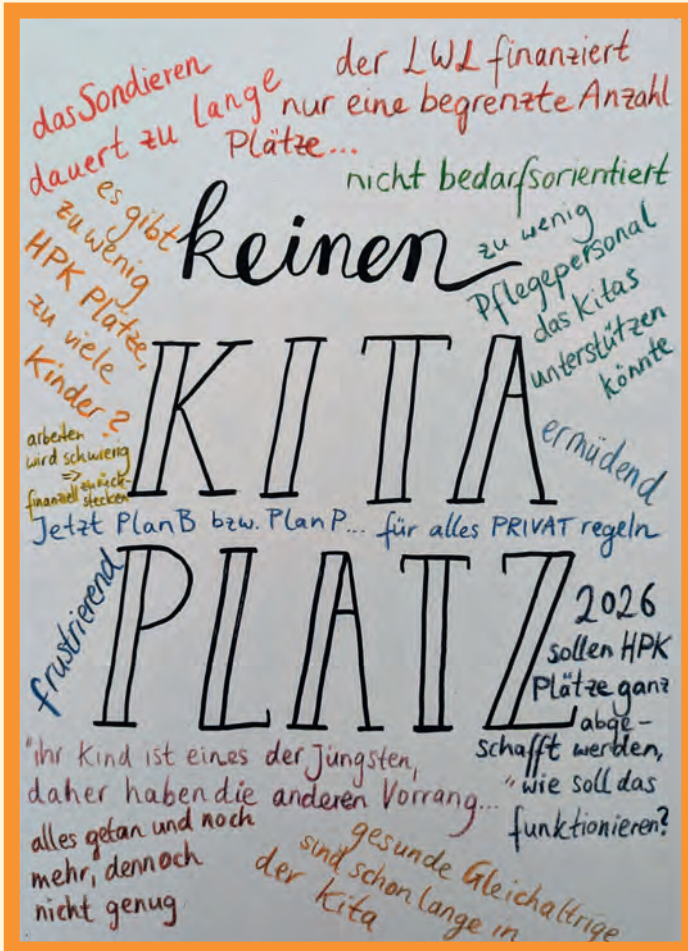 das Sondieren
dauert zu lange
der LWL finanziert
nur eine begrenzte Anzahl
Plätze...
nicht bedarfsorientiert
es gibt
zu wenig
HPK Plätze,
zu viele
Kinder?
keinen
zu wenig
Pflegepersonal
das Kitas
unterstützen
könnte
KITA
arbeiten
wird schwierig
=> zurück-
finanziell stecken
ermüdend
Jetzt Plan B bzw. Plan P... für alles PRIVAT regeln
frustrierend
PLATZ
2026
sollen HPK
Plätze ganz
abge-
schafft werden,
wie soll das
funktionieren?
"ihr Kind ist eines der Jüngsten,
daher haben die anderen Vorrang..."
alles getan und noch
mehr, dennoch
nicht genug
gesunde Gleichaltrige
sind schon lange in
der Kita